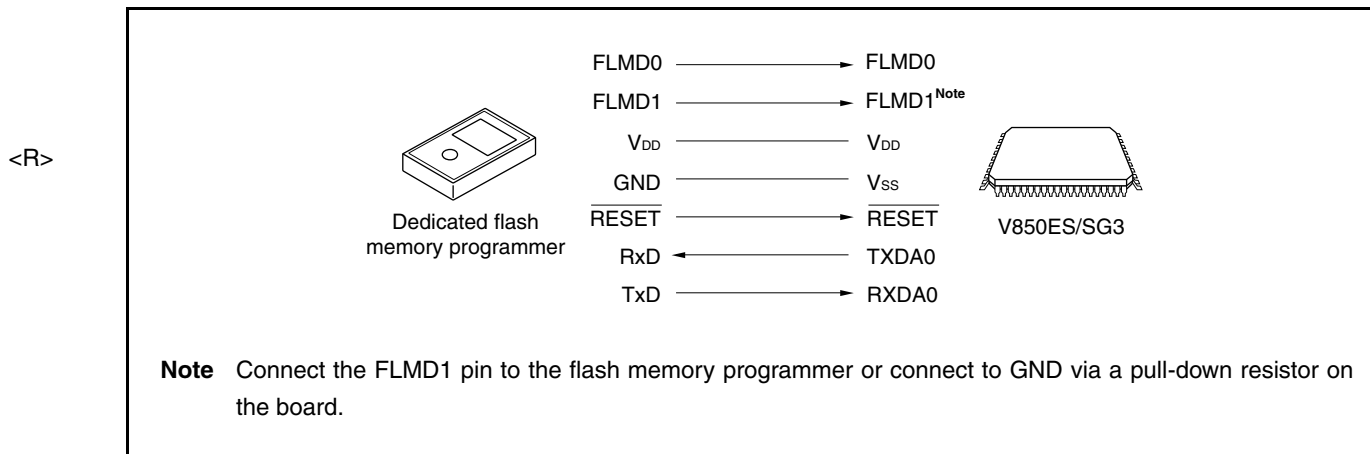 FLMD0 FLMD0
FLMD1 FLMD1Note
<R>
VDD VDD
GND VSS
Dedicated flash
memory programmer
RESET RESET
V850ES/SG3
RxD TXDA0
TxD RXDA0
Note Connect the FLMD1 pin to the flash memory programmer or connect to GND via a pull-down resistor on
the board.